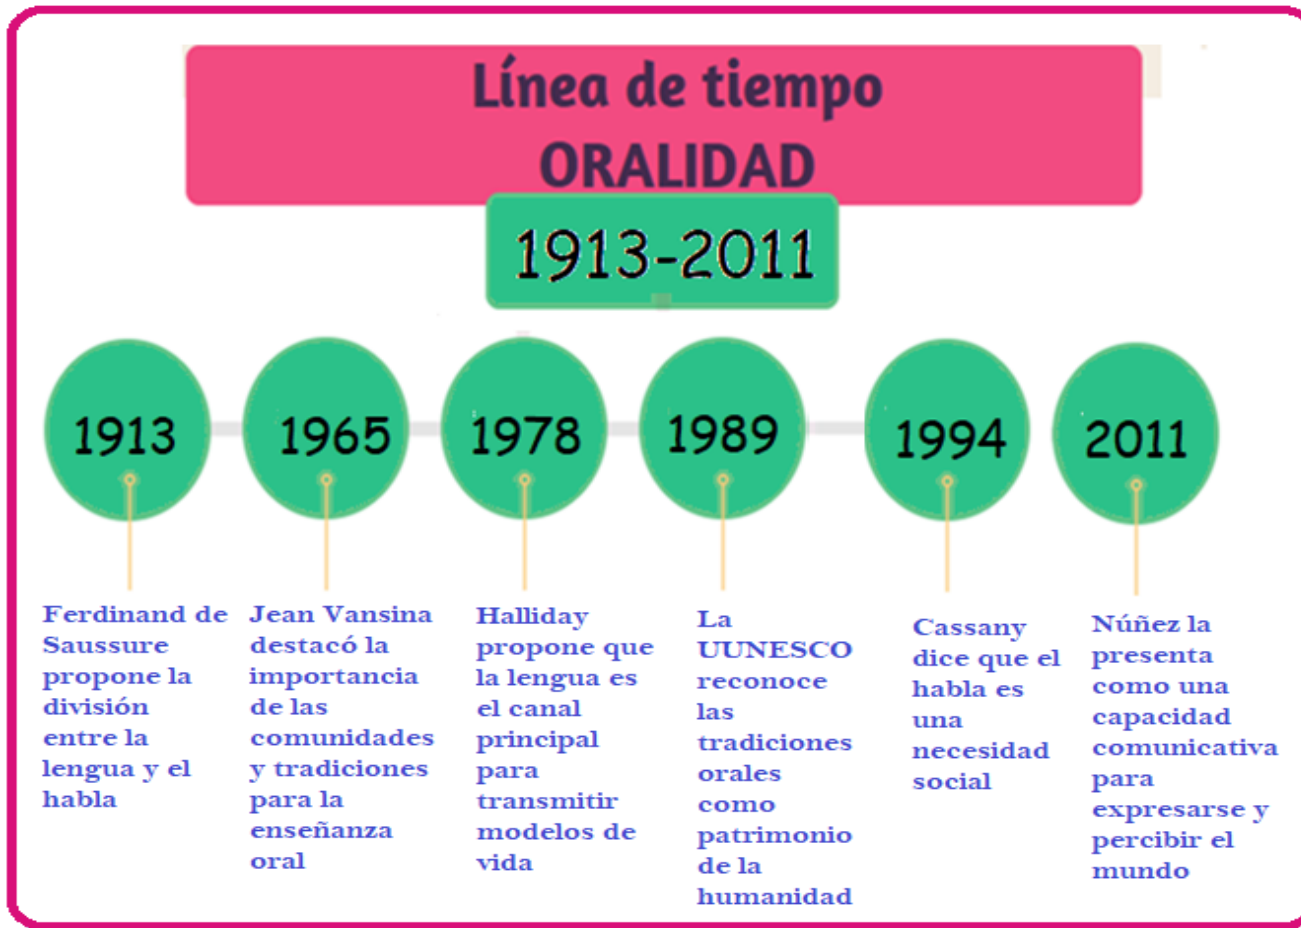 Línea de tiempo
ORALIDAD
1913-2011
1913
1965
1978
1989
1994
2011
Ferdinand de
Saussure
propone la
división
entre la
lengua y el
habla
Jean Vansina
destacó la
importancia
de las
comunidades
y tradiciones
para la
enseñanza
oral
Halliday
propone que
la lengua es
el canal
principal
para
transmitir
modelos de
vida
La
UUNESCO
reconoce
las
tradiciones
orales
como
patrimonio
de la
humanidad
Cassany
dice que el
habla es
una
necesidad
social
Núñez la
presenta
como una
capacidad
comunicativa
para
expresarse y
percibir el
mundo